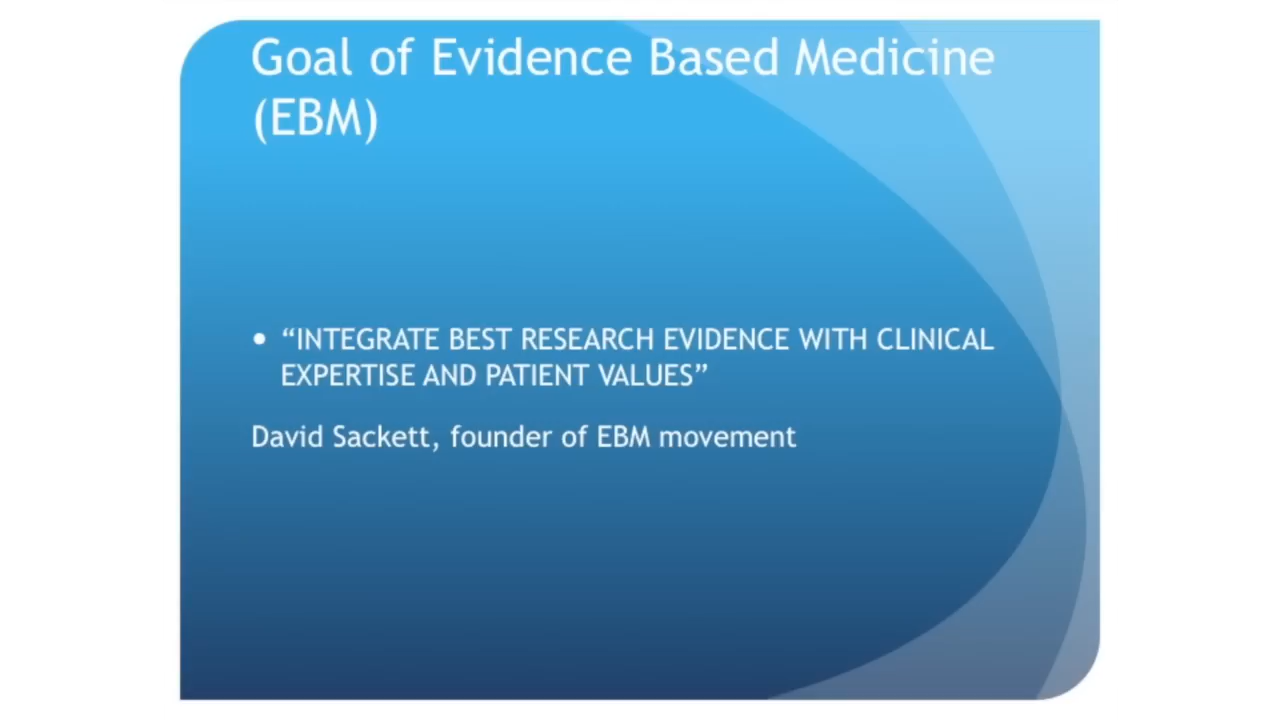 Goal of Evidence Based Medicine
(EBM)
• “INTEGRATE BEST RESEARCH EVIDENCE WITH CLINICAL
EXPERTISE AND PATIENT VALUES”
David Sackett, founder of EBM movement